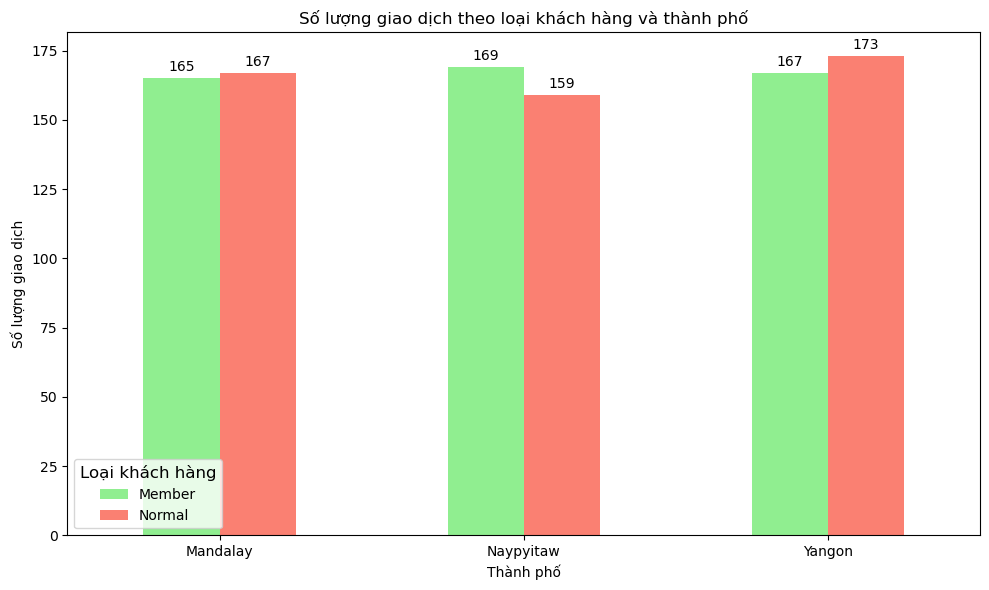 Số lượng giao dịch theo loại khách hàng và thành phố
Số lượng giao dịch
175
150
125
100
75
50
25
0
165
167
169
159
167
173
Loại khách hàng
Member
Normal
Mandalay
Naypyitaw
Yangon
Thành phố